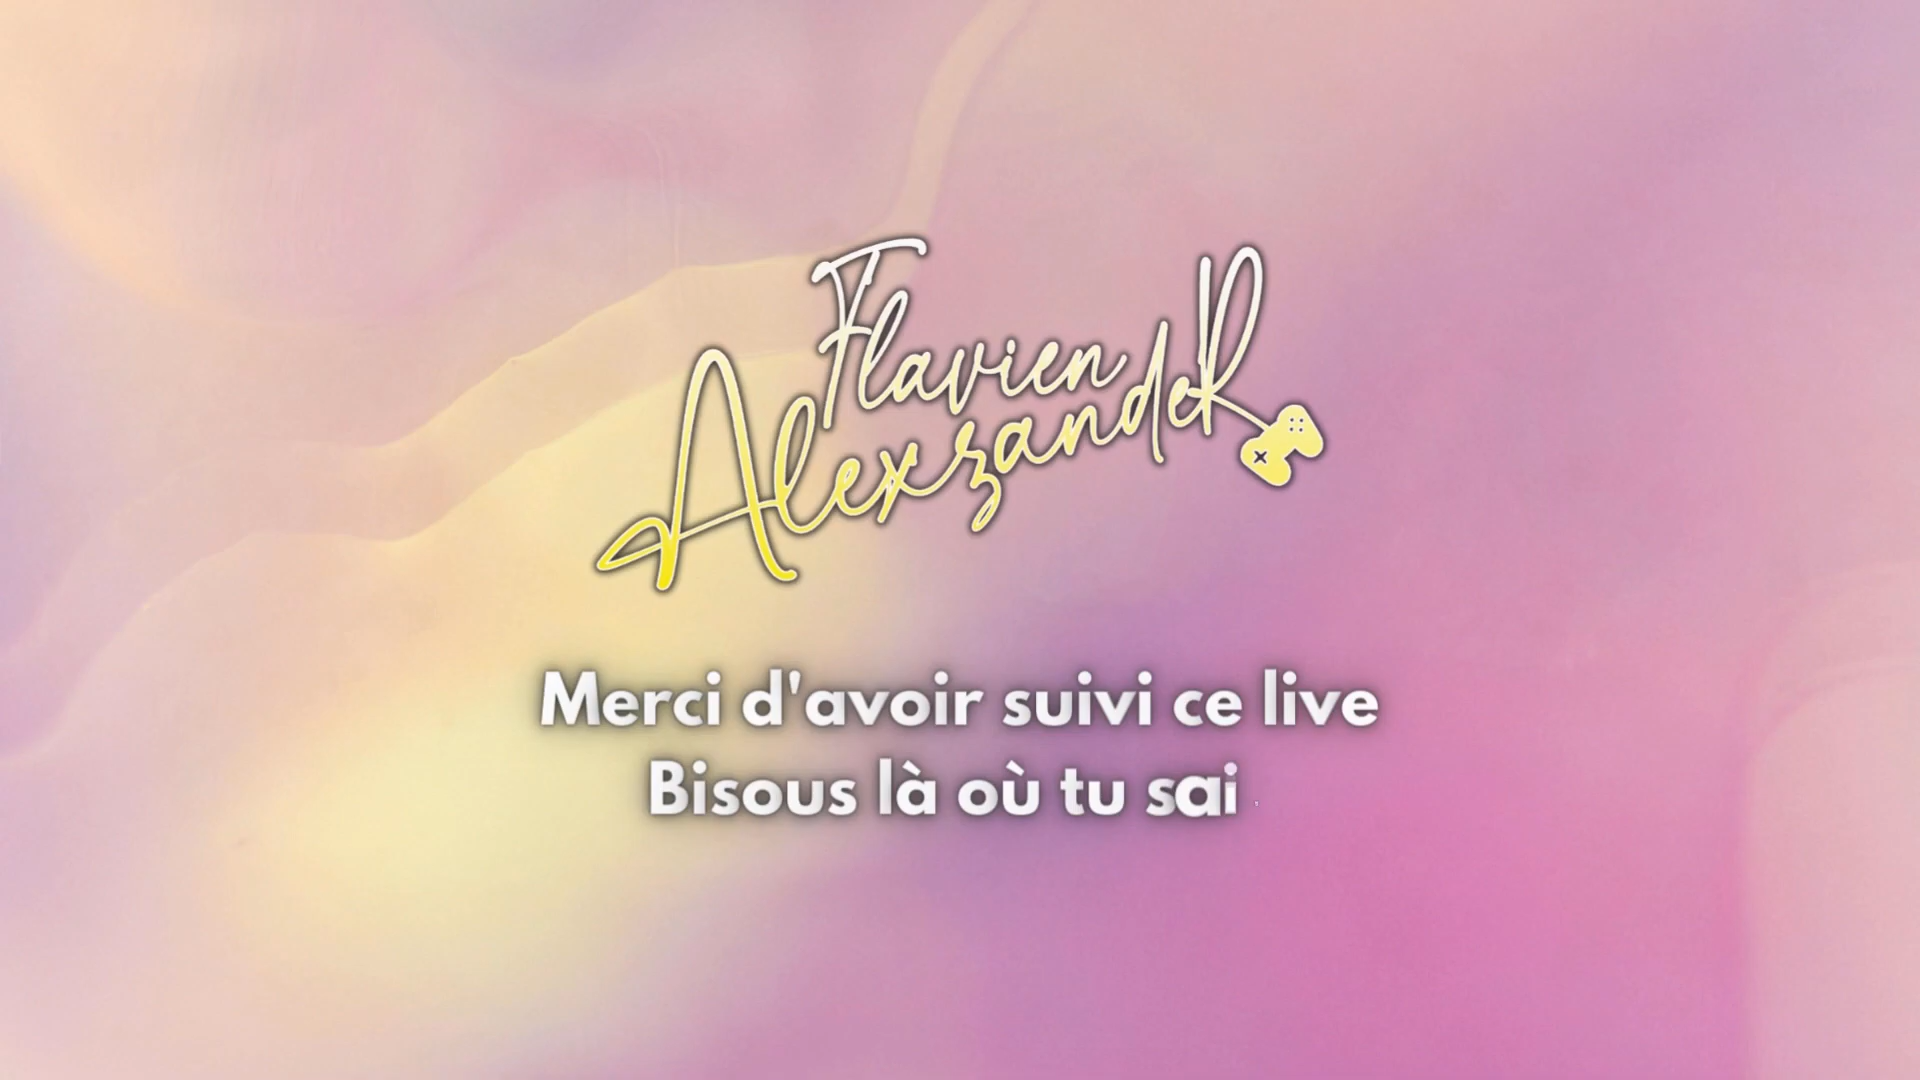 Flavien
AlexzandeR
Merci d'avoir suivi ce live
Bisous là où tu sai